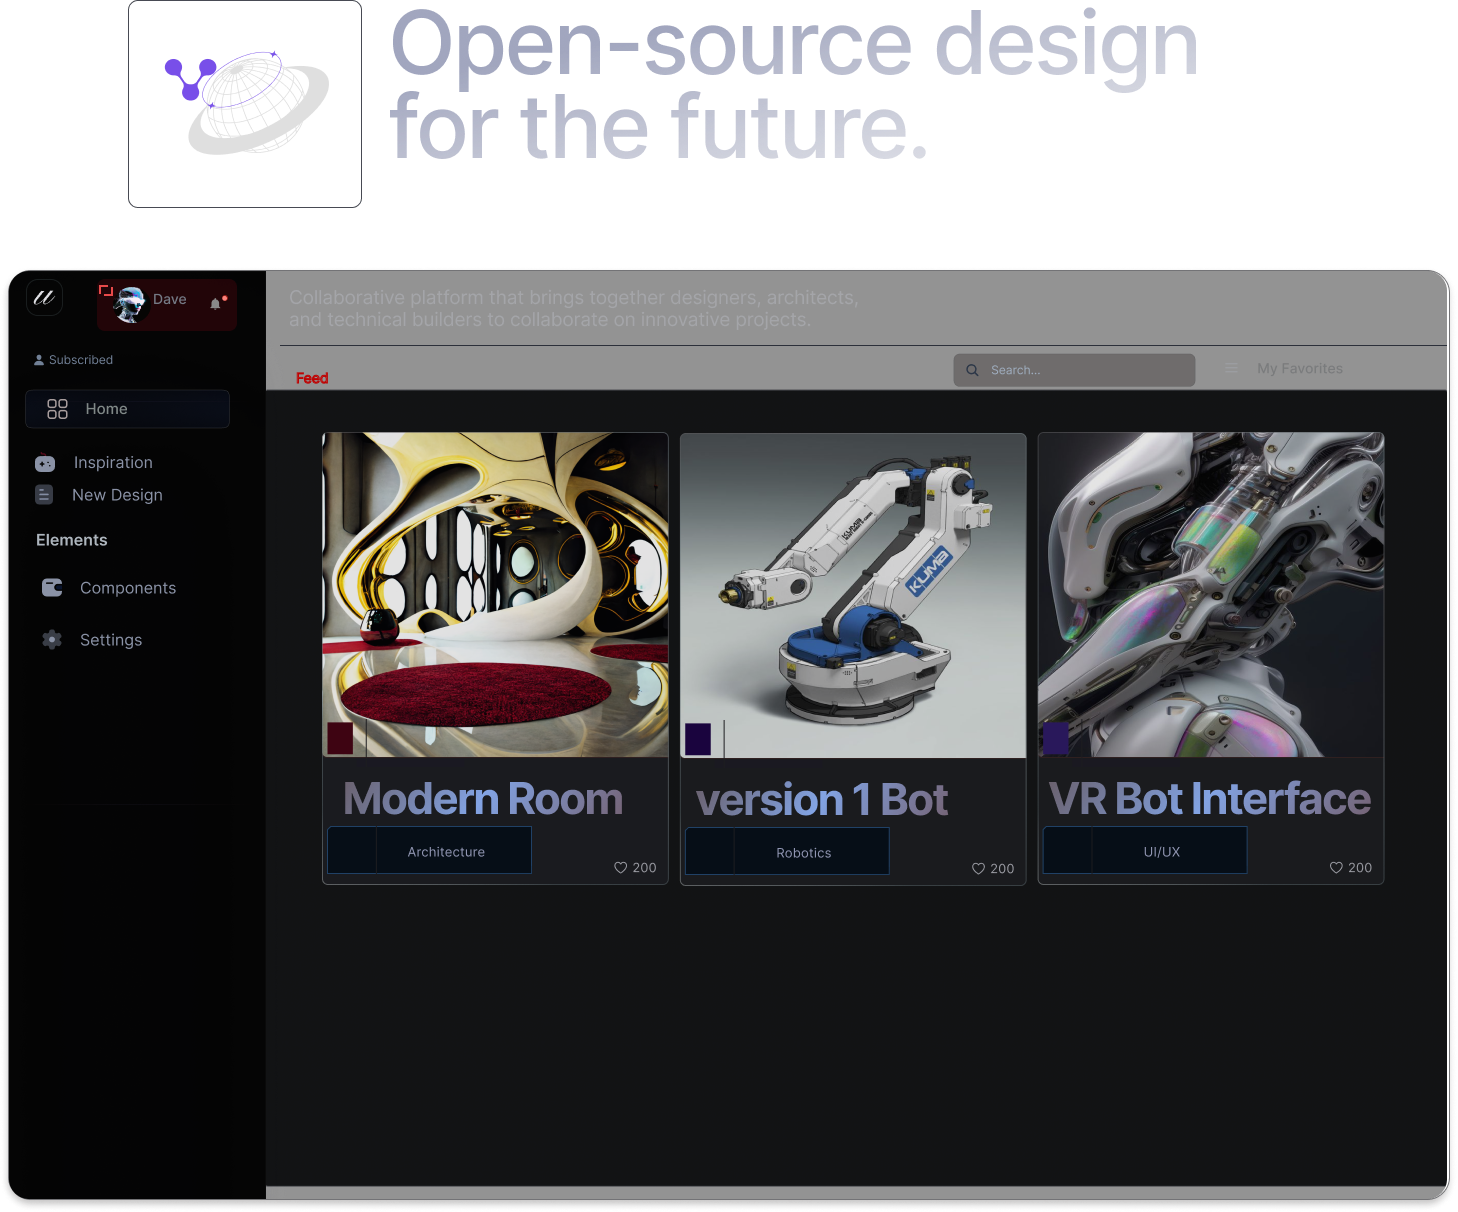 Open-source design
for the future.
Dave
Subscribed
Home
Inspiration
New Design
Elements
Components
Settings
Collaborative platform that brings together designers, architects,
and technical builders to collaborate on innovative projects.
Feed
Search...
My Favorites
KUMA
Modern Room
Architecture
200
version 1 Bot
Robotics
200
VR Bot Interface
UI/UX
200